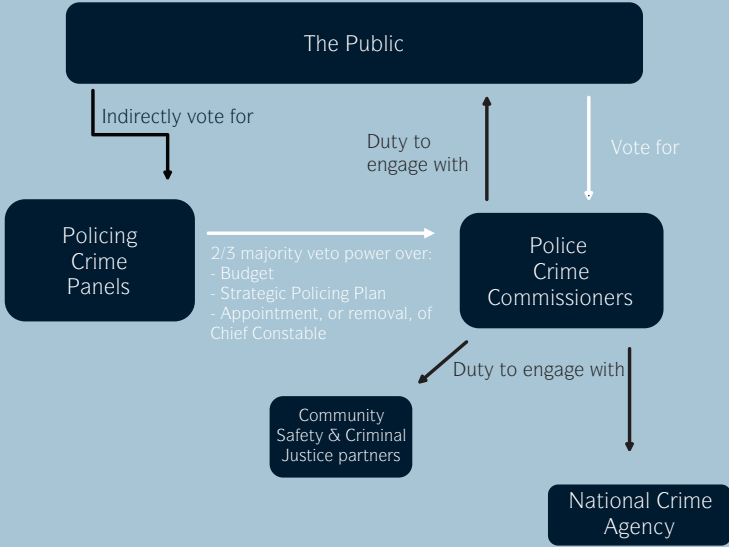 The Public
Indirectly vote for
Duty to
engage with
Vote for
Policing
Crime
Panels
2/3 majority veto power over:
- Budget
- Strategic Policing Plan
- Appointment, or removal, of
Chief Constable
Police
Crime
Commissioners
Duty to engage with
Community
Safety & Criminal
Justice partners
National Crime
Agency